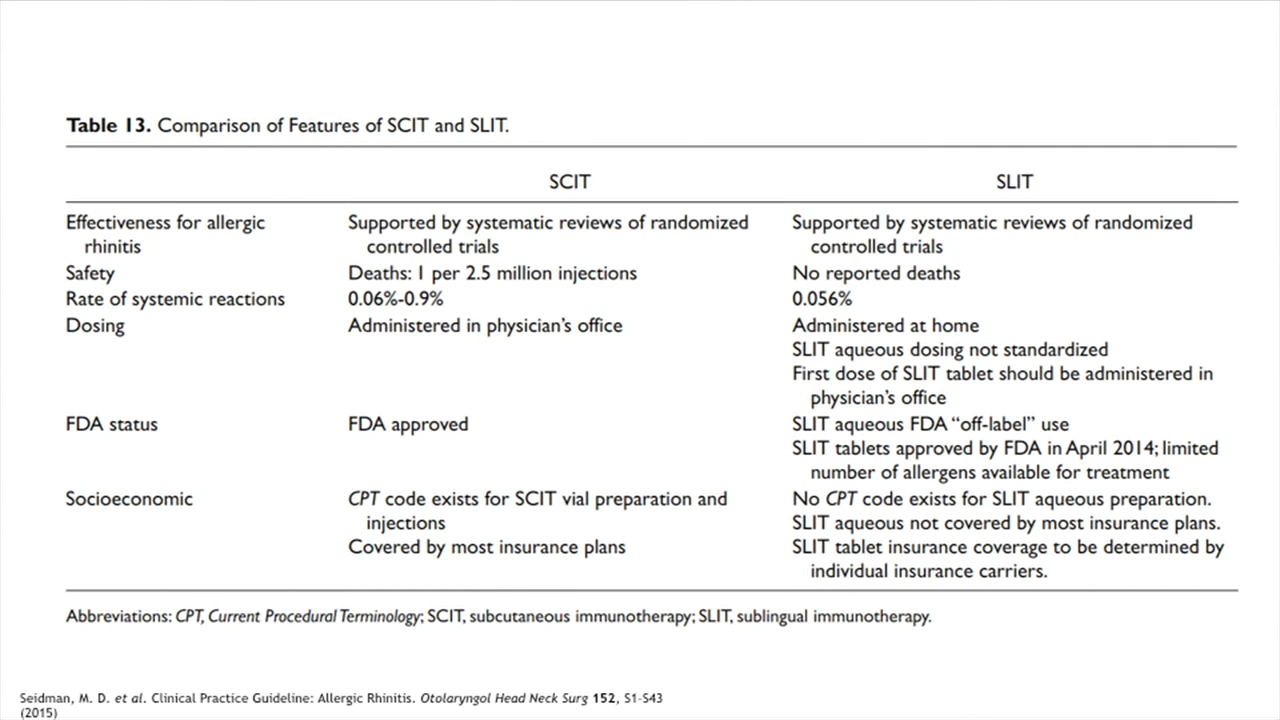 Table 13. Comparison of Features of SCIT and SLIT.
SCIT SLIT
Effectiveness for allergic rhinitis Supported by systematic reviews of randomized controlled trials Supported by systematic reviews of randomized controlled trials
Safety Deaths: 1 per 2.5 million injections No reported deaths
Rate of systemic reactions 0.06%-0.9% 0.056%
Dosing Administered in physician's office Administered at home
SLIT aqueous dosing not standardized
First dose of SLIT tablet should be administered in
physician's office
FDA status FDA approved SLIT aqueous FDA “off-label” use
SLIT tablets approved by FDA in April 2014; limited
number of allergens available for treatment
Socioeconomic CPT code exists for SCIT vial preparation and injections No CPT code exists for SLIT aqueous preparation.
SLIT aqueous not covered by most insurance plans.
Covered by most insurance plans SLIT tablet insurance coverage to be determined by
individual insurance carriers.
Abbreviations: CPT, Current Procedural Terminology; SCIT, subcutaneous immunotherapy; SLIT, sublingual immunotherapy.
Seidman, M. D. et al. Clinical Practice Guideline: Allergic Rhinitis. Otolaryngol Head Neck Surg 152, S1-S43
(2015)